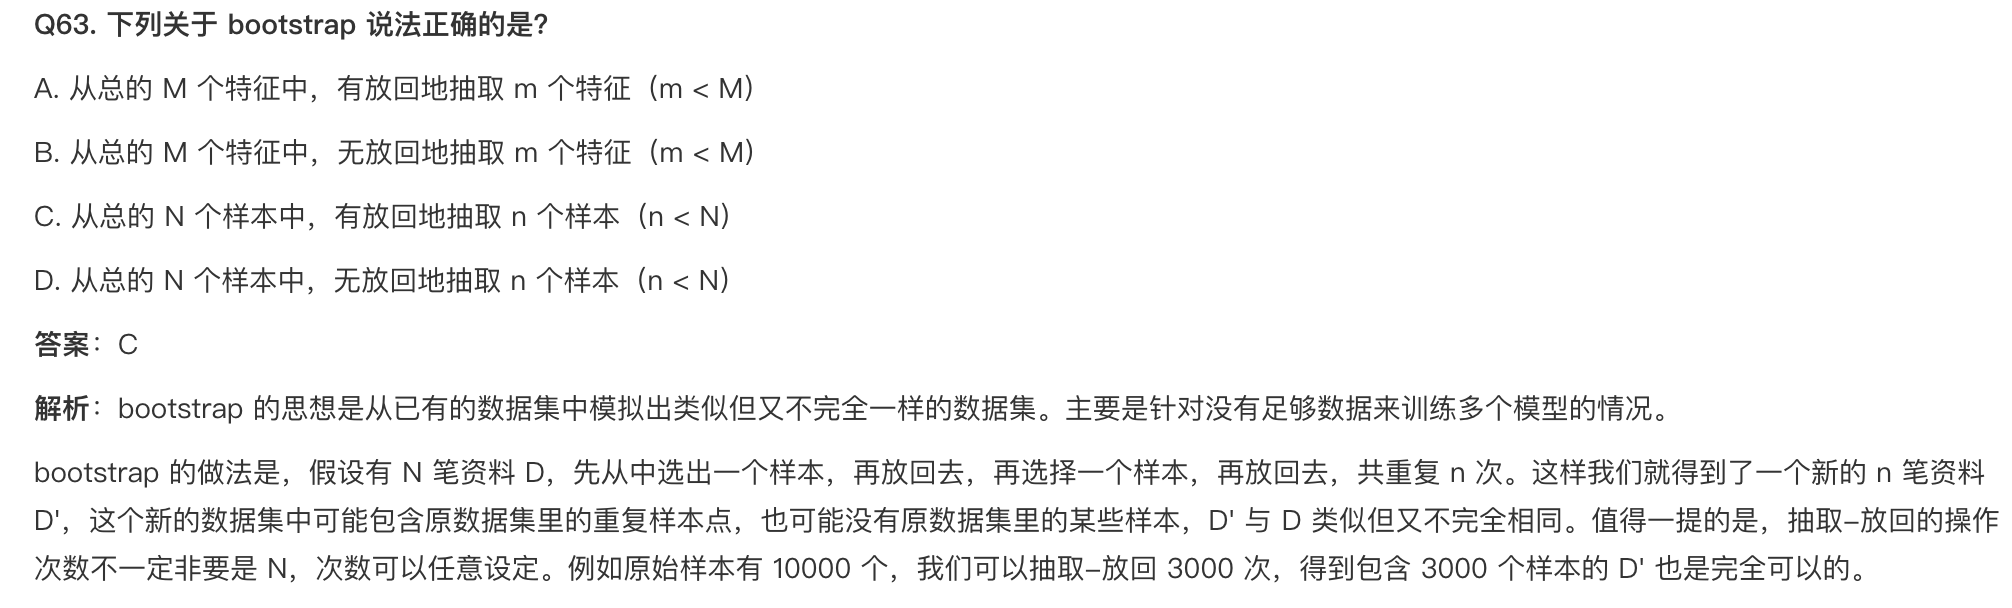 Q63. 下列关于 bootstrap 说法正确的是?
A. 从总的 M 个特征中，有放回地抽取 m 个特征（m < M）
B. 从总的 M 个特征中，无放回地抽取 m 个特征（m < M）
C. 从总的 N 个样本中，有放回地抽取 n 个样本（n < N）
D. 从总的 N 个样本中，无放回地抽取 n 个样本（n < N）
答案：C
解析：bootstrap 的思想是从已有的数据集中模拟出类似但又不完全一样的数据集。主要是针对没有足够数据来训练多个模型的情况。
bootstrap 的做法是，假设有 N 笔资料 D，先从中选出一个样本，再放回去，再选择一个样本，再放回去，共重复 n 次。这样我们就得到了一个新的 n 笔资料
D'，这个新的数据集中可能包含原数据集里的重复样本点，也可能没有原数据集里的某些样本，D' 与 D 类似但又不完全相同。值得一提的是，抽取–放回的操作
次数不一定非要是 N，次数可以任意设定。例如原始样本有 10000 个，我们可以抽取–放回 3000 次，得到包含 3000 个样本的 D' 也是完全可以的。